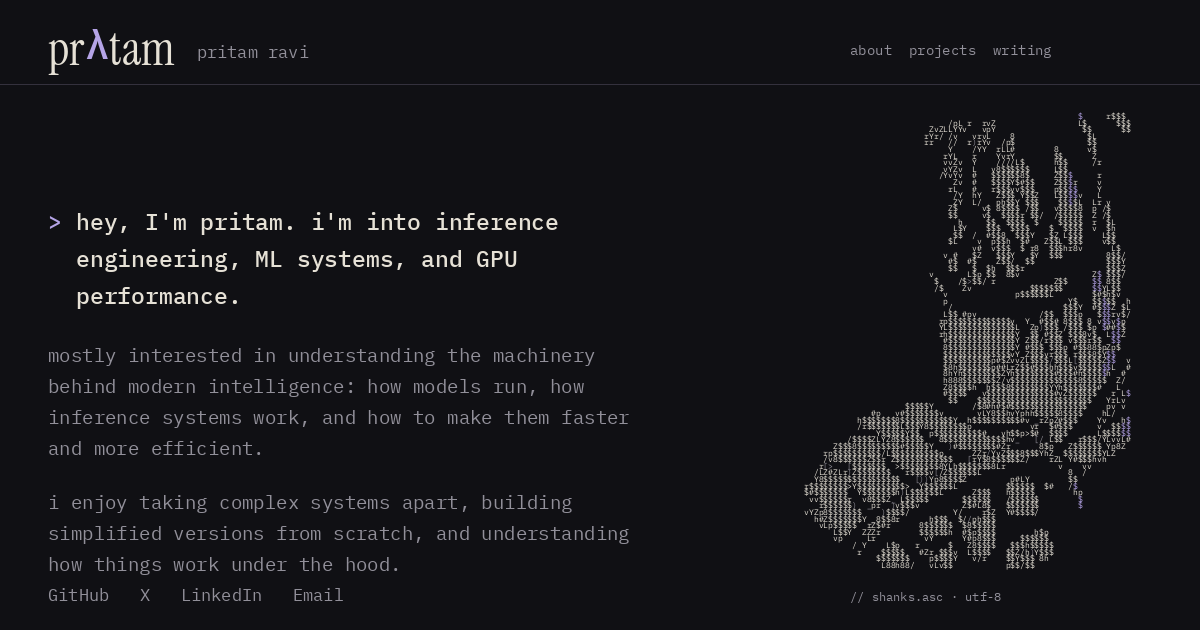 prλtam
pritam ravi
about projects writing
> hey, I'm pritam. i'm into inference
engineering, ML systems, and GPU
performance.
mostly interested in understanding the machinery
behind modern intelligence: how models run, how
inference systems work, and how to make them faster
and more efficient.
i enjoy taking complex systems apart, building
simplified versions from scratch, and understanding
how things work under the hood.
GitHub X LinkedIn Email
// shanks.asc · utf-8